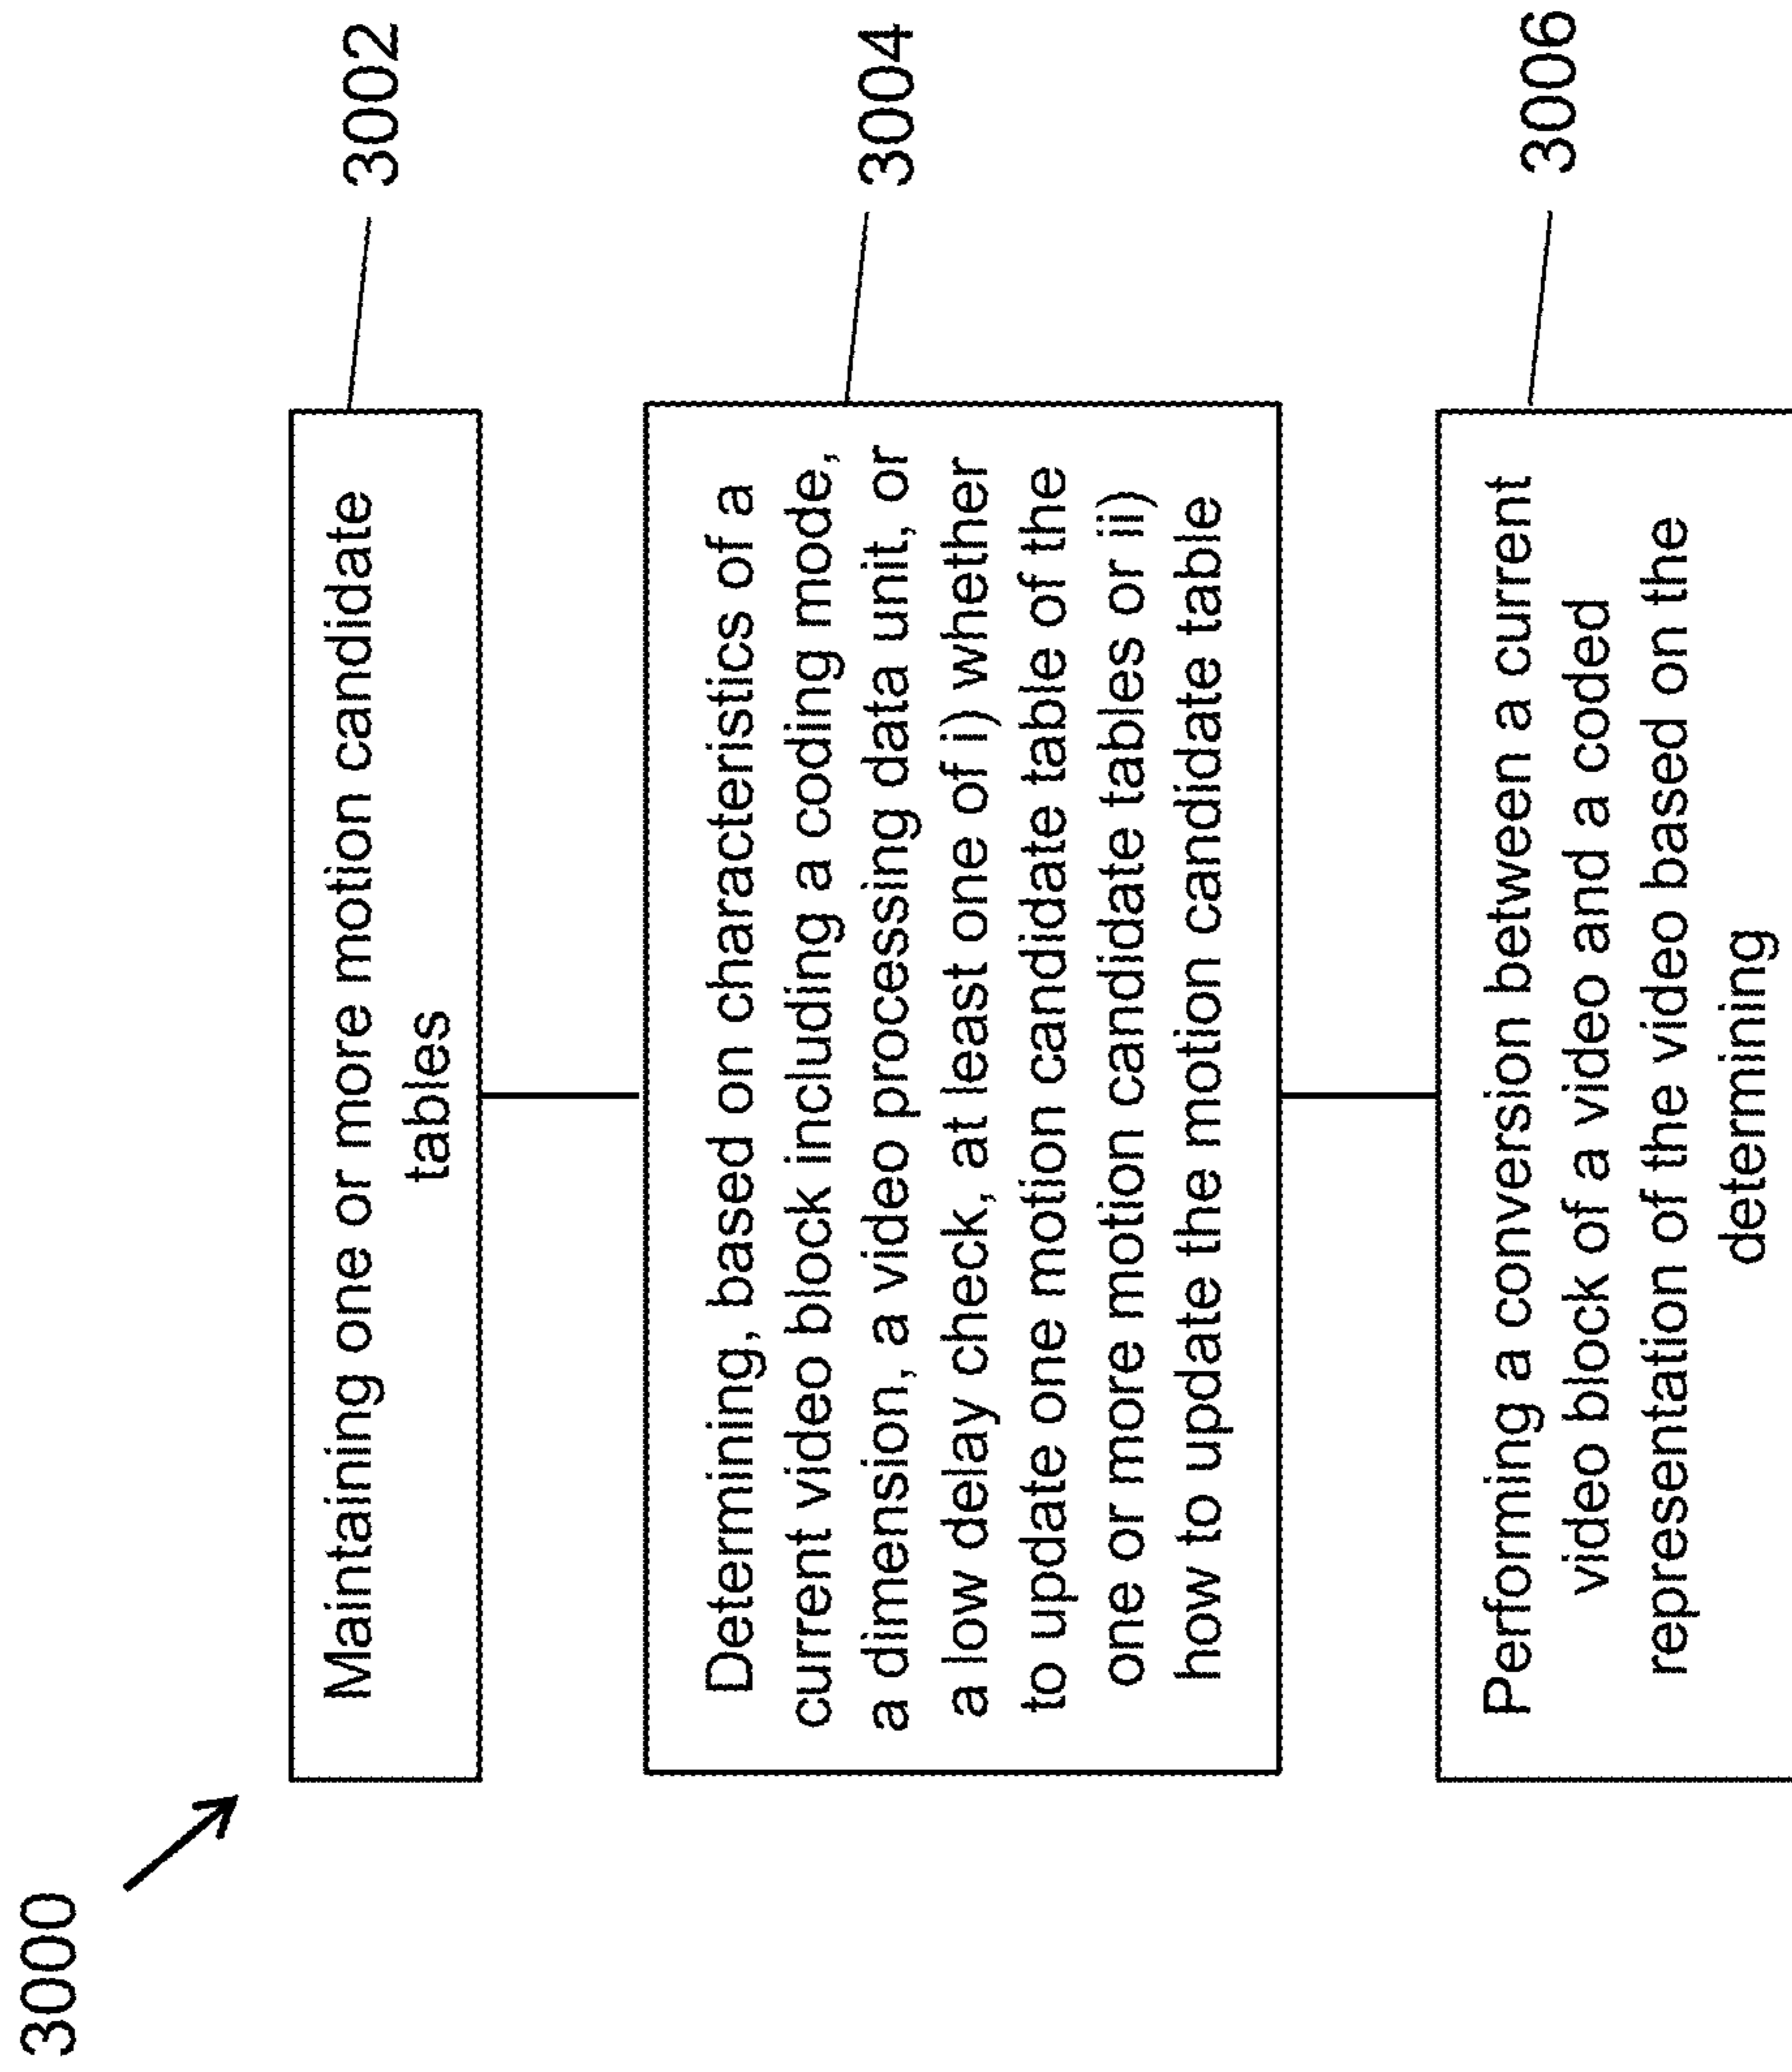 3000
Maintaining one or more motion candidate
tables
3002
Determining, based on characteristics of a
current video block including a coding mode,
a dimension, a video processing data unit, or
a low delay check, at least one of i) whether
to update one motion candidate table of the
one or more motion candidate tables or ii)
how to update the motion candidate table
3004
Performing a conversion between a current
video block of a video and a coded
representation of the video based on the
determining
3006